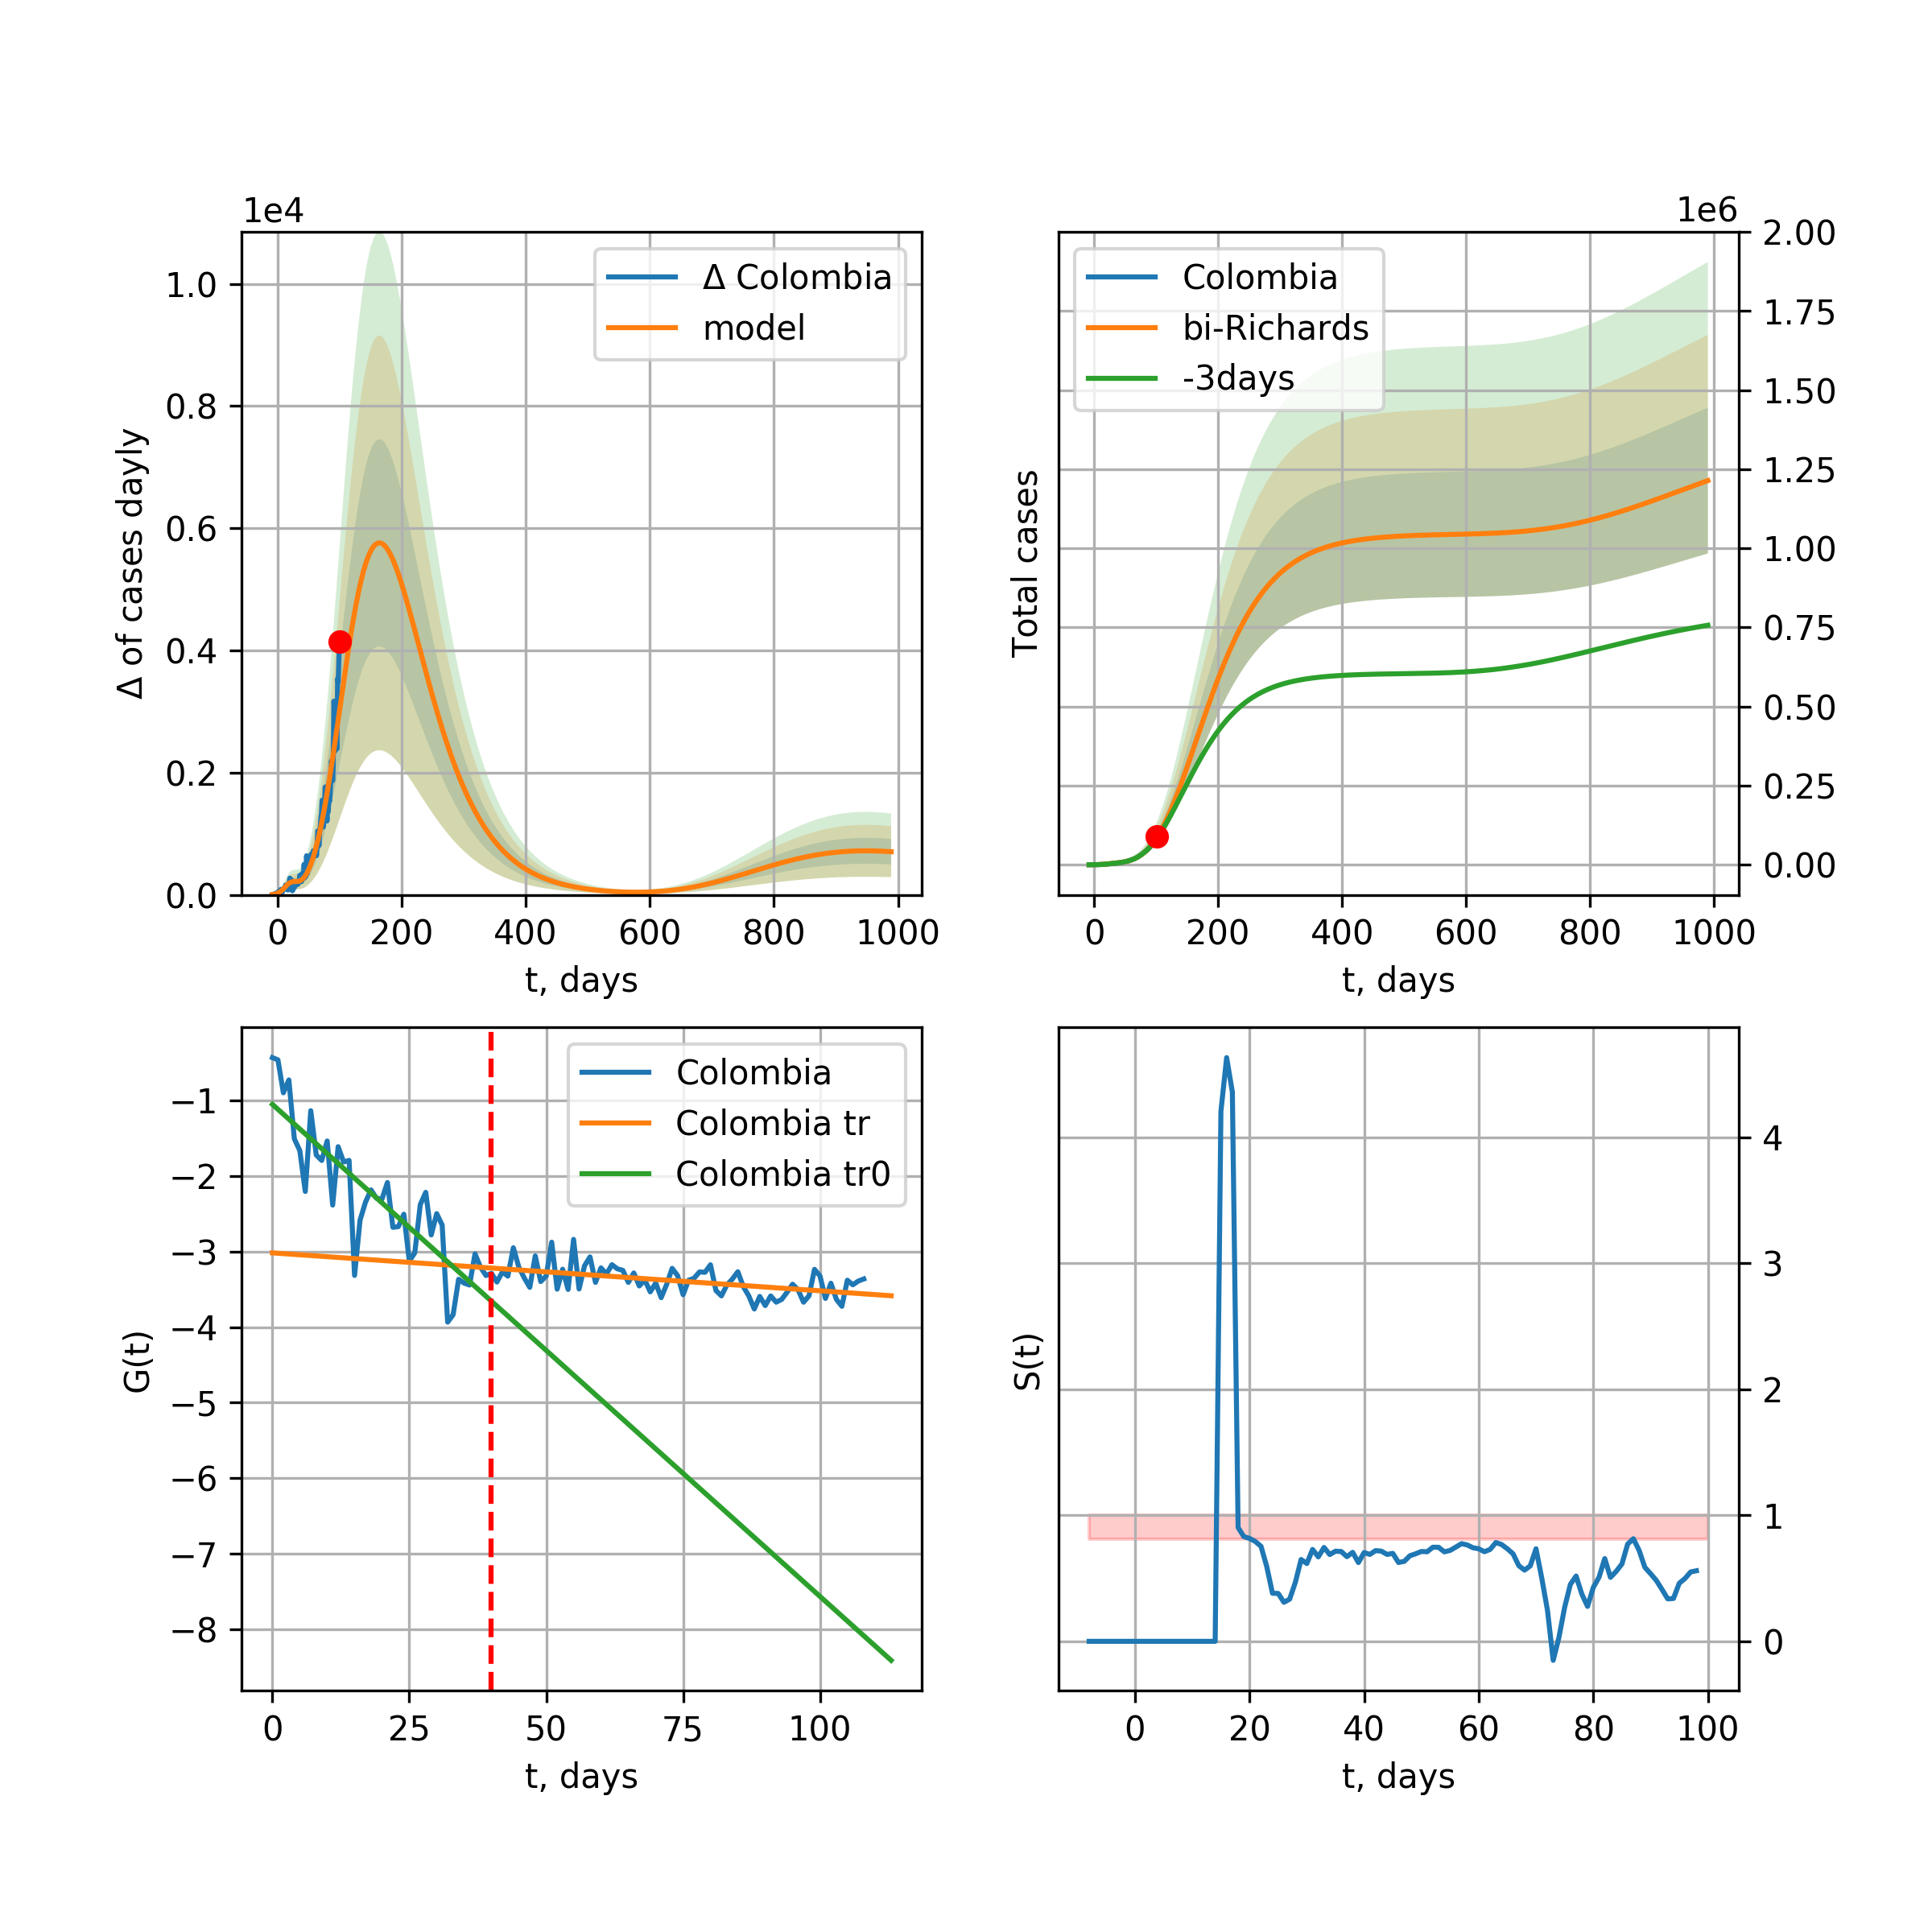 1e4
1.0
0.8
0.6
0.4
0.2
0.0
Δ of cases dayly
Δ Colombia
model
0 200 400 600 800 1000
t, days
1e6
2.00
1.75
1.50
1.25
1.00
0.75
0.50
0.25
0.00
Total cases
Colombia
bi-Richards
-3days
0 200 400 600 800 1000
t, days
−1
−2
−3
−4
−5
−6
−7
−8
G(t)
Colombia
Colombia tr
Colombia tr0
0 25 50 75 100
t, days
4
3
2
1
0
S(t)
0 20 40 60 80 100
t, days